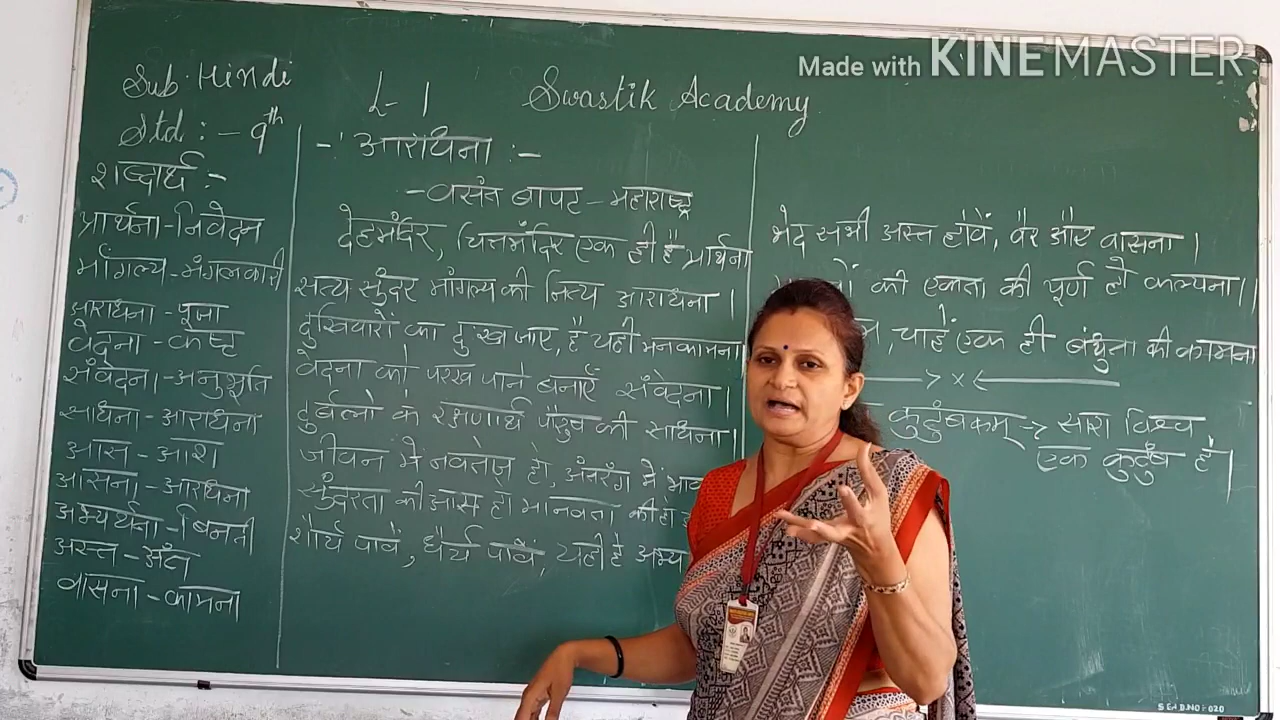 Made with KINEMASTER
Sub: Hindi
L-1
Swastik Academy
Std : - 9th
शब्दार्थ :-
प्रार्थना - निवेदन
मांगल्य - मंगलकारी
आराधना - पूजा
वेदना - कष्ट
संवेदना - अनुभूति
साधना - आराधना
आस - आशा
आसना - आराधना
अभ्यर्थना - बिनती
अस्त - अंत
वासना - कामना
-: आराधना :-
- वसंत बापट - महाराष्ट्र
देहमंदिर, चित्तमंदिर एक ही है प्रार्थना
सत्य सुंदर मांगल्य की नित्य आराधना ।
दुखियारों का दुःख जाए, है यही मनकामना
वेदना को परख पाने बनाएँ संवेदना ।
दुर्बलो के रक्षणार्थ पौरुष की साधना ।
जीवन में नवतेज हो, अंतरंग में
सुंदरता की आस हो मानवता की हो
शौर्य पावें, धैर्य पावें, यही है
भेद सभी अस्त होवें, वैर और वासना ।
की एकता की पूर्ण हो कल्पना ।।
, चाहें एक ही बंधुता की कामना
> x <
कुटुंबकम् → सारा विश्व
एक कुटुंब है ।